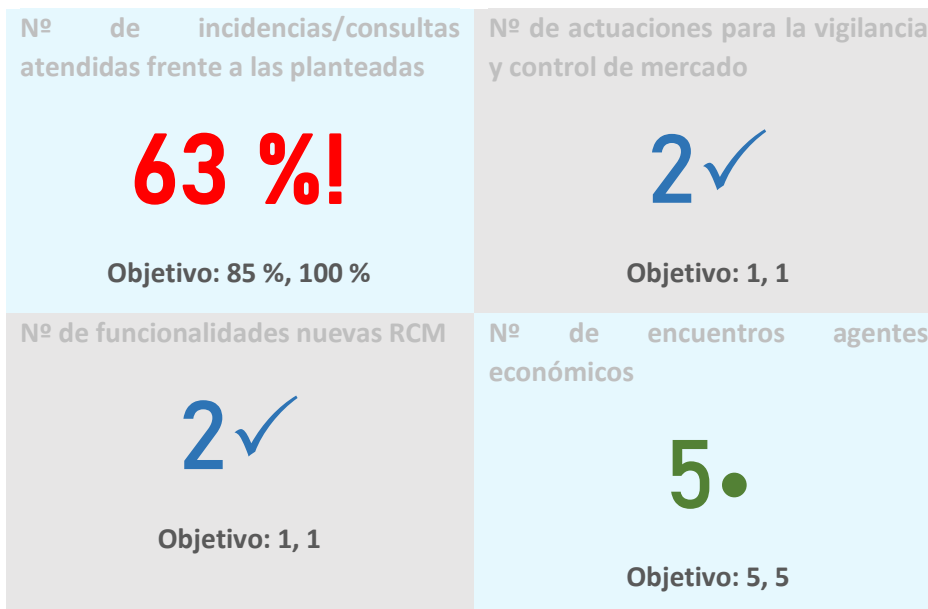 Nº de incidencias/consultas
atendidas frente a las planteadas
63 %!
Objetivo: 85 %, 100 %
Nº de actuaciones para la vigilancia
y control de mercado
2✓
Objetivo: 1, 1
Nº de funcionalidades nuevas RCM
2✓
Objetivo: 1, 1
Nº de encuentros agentes
económicos
5•
Objetivo: 5, 5